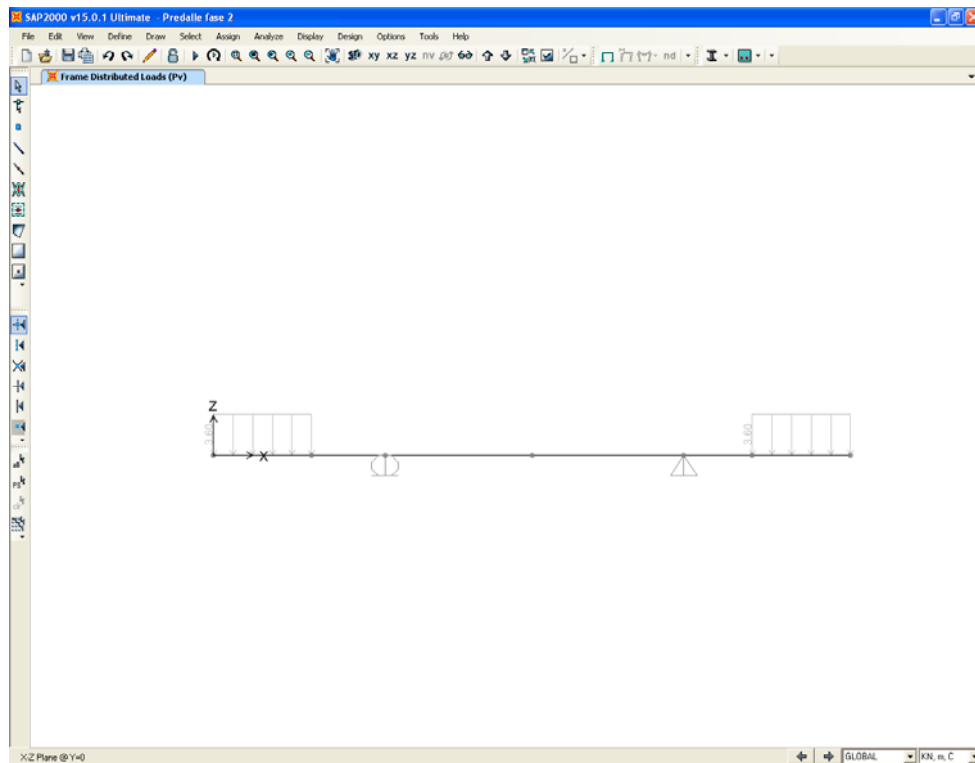 SAP2000 v15.0.1 Ultimate - Predalle fase 2
File Edit View Define Draw Select Assign Analyze Display Design Options Tools Help
3D xy xz yz nv nd
Frame Distributed Loads (Pv)
Z
3.60
X
3.60
X-Z Plane @ Y=0
GLOBAL
KN, m, C